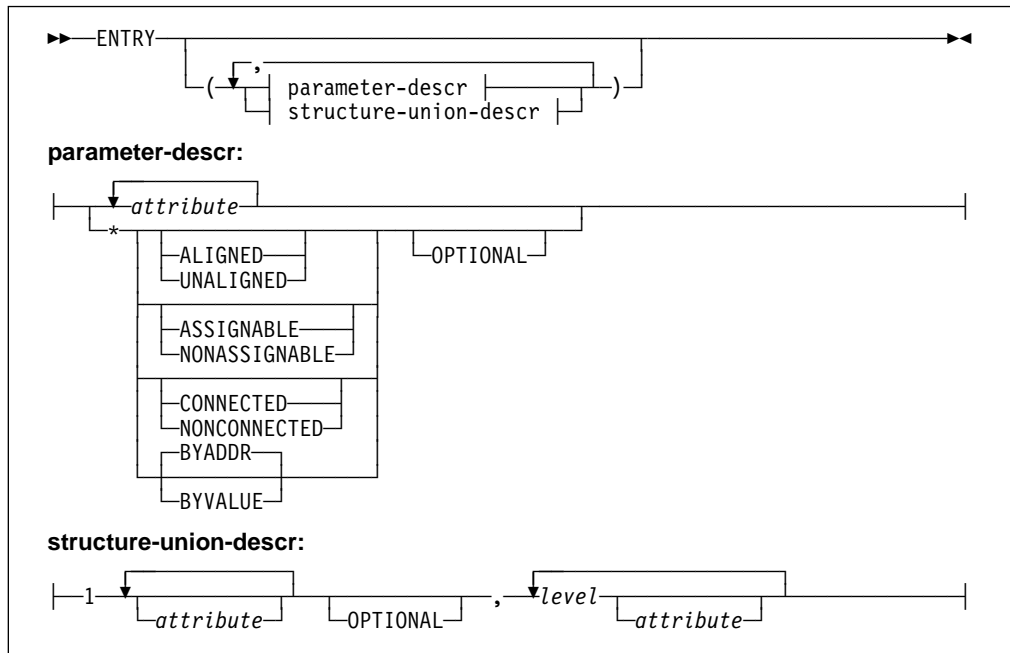 ENTRY
,
( parameter-descr )
structure-union-descr
parameter-descr:
attribute
*
ALIGNED OPTIONAL
UNALIGNED
ASSIGNABLE
NONASSIGNABLE
CONNECTED
NONCONNECTED
BYADDR
BYVALUE
structure-union-descr:
1 , level
attribute OPTIONAL attribute